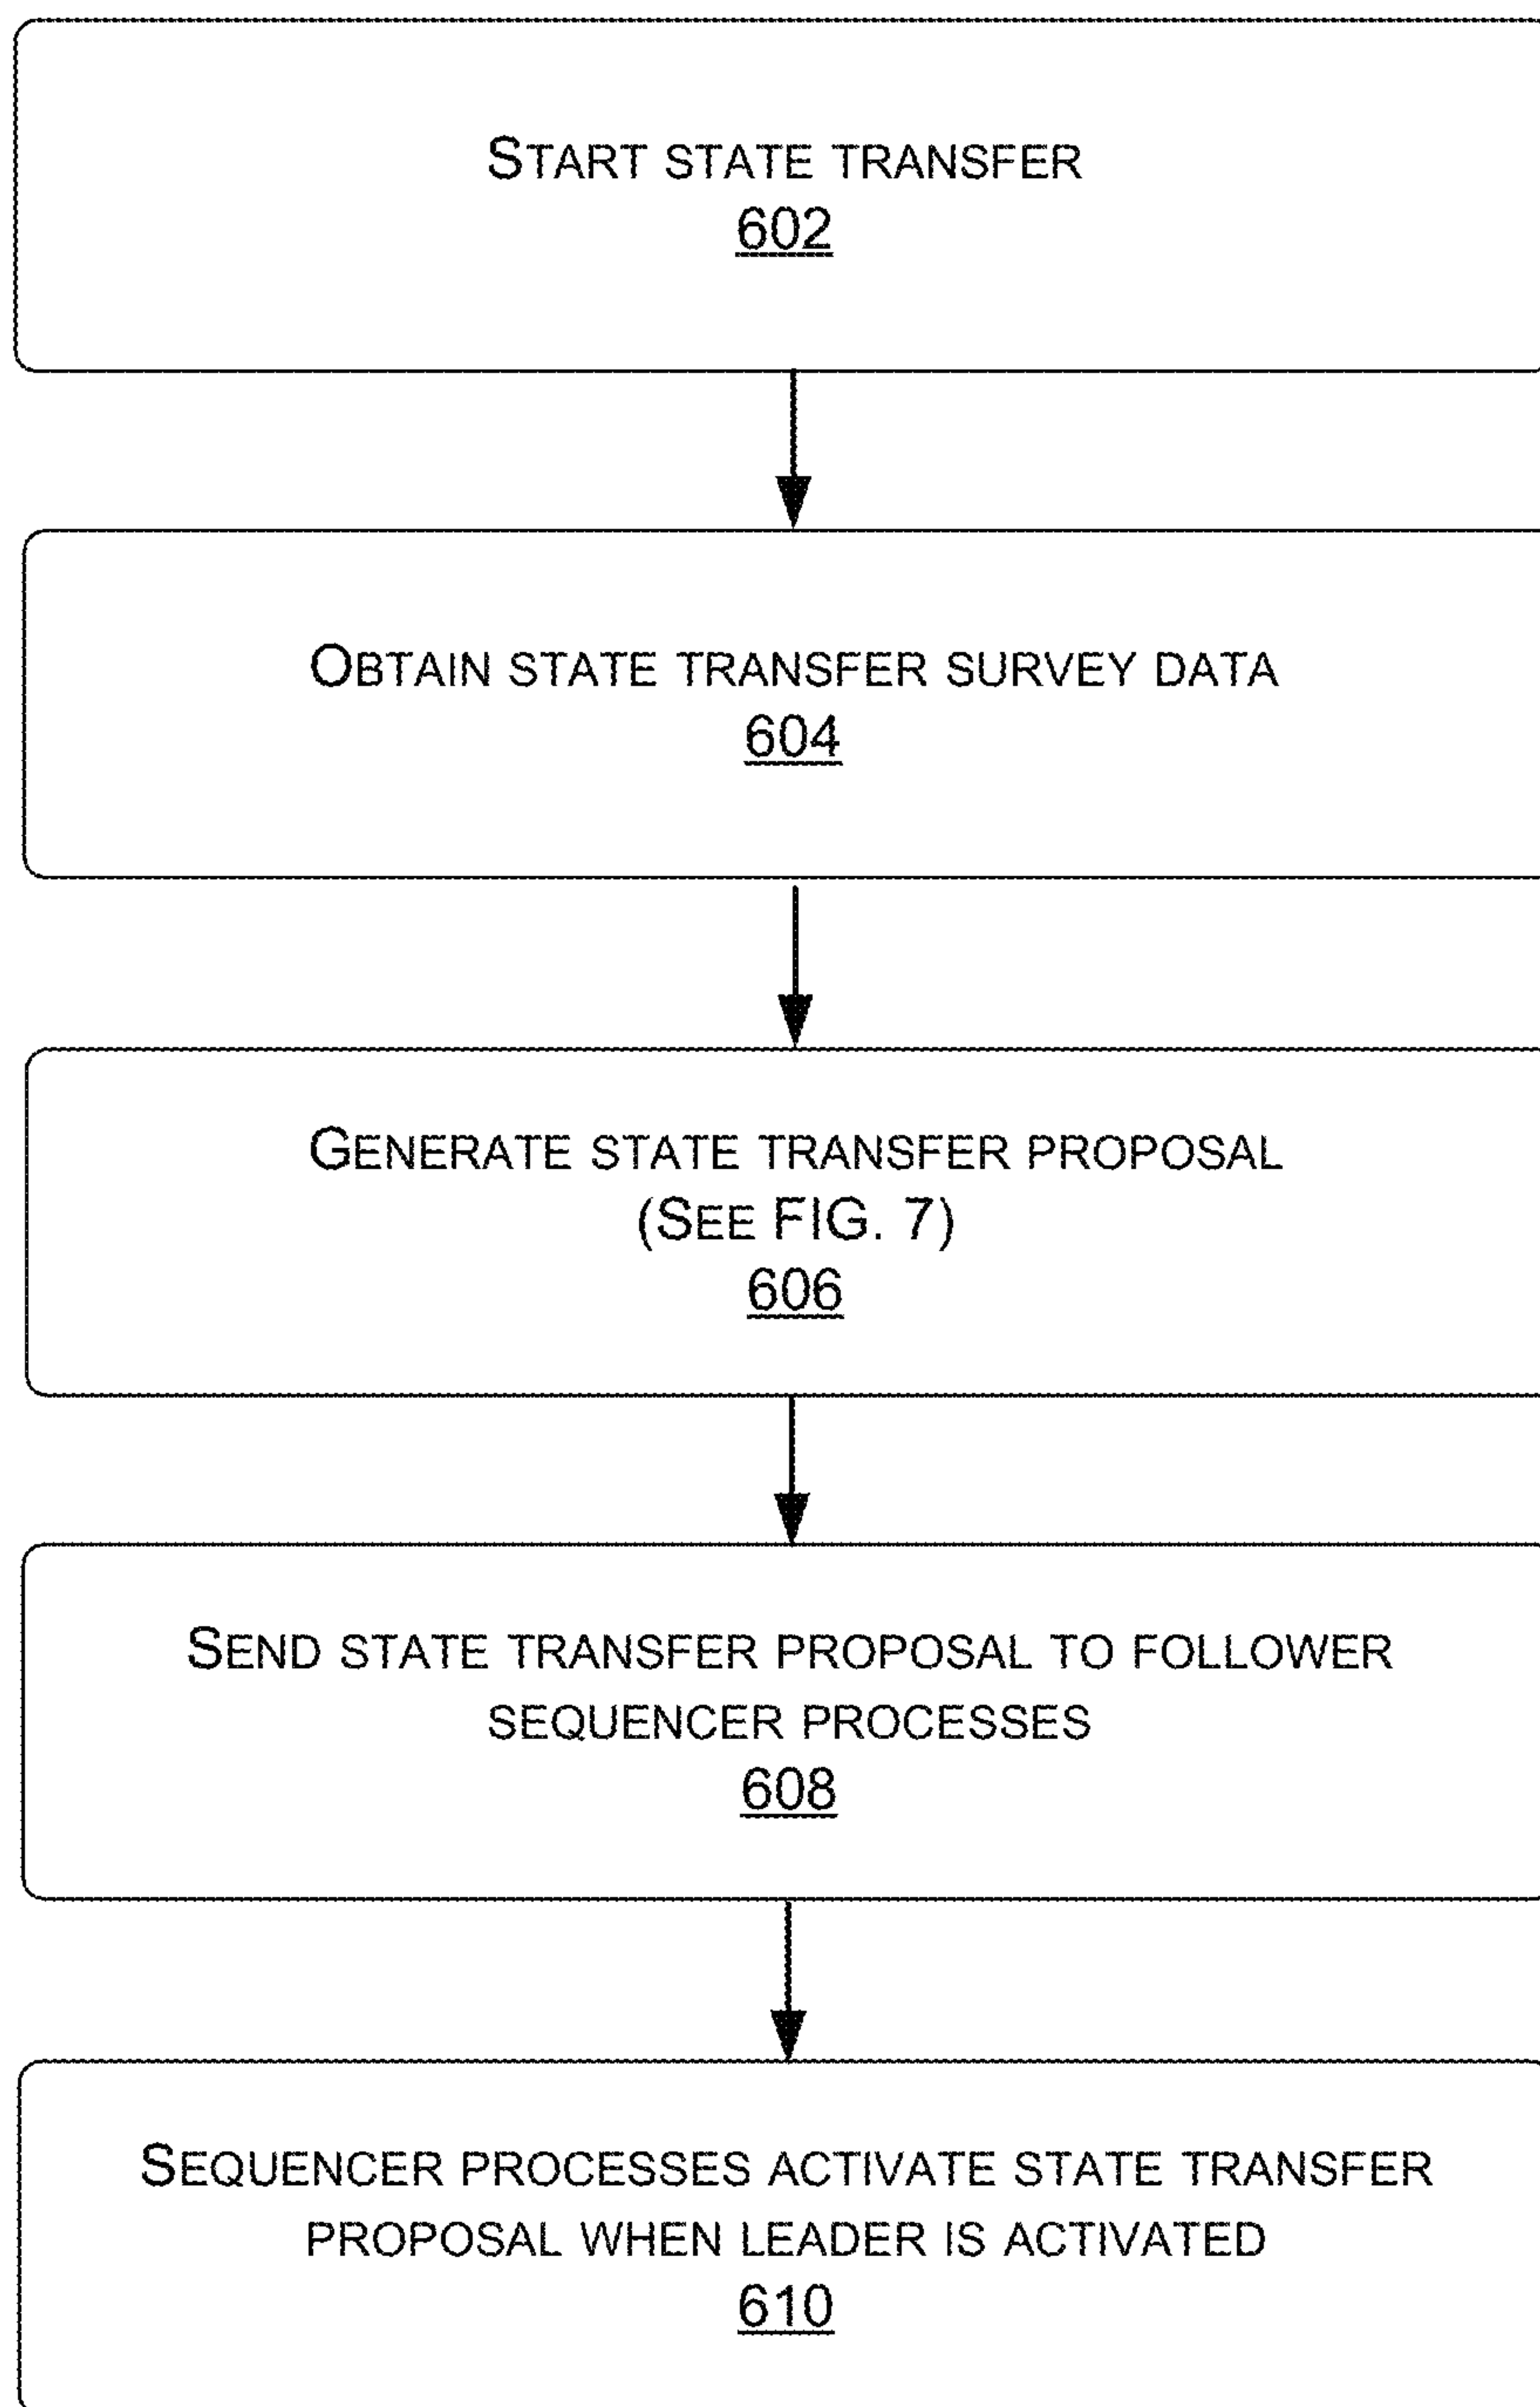 START STATE TRANSFER
602
OBTAIN STATE TRANSFER SURVEY DATA
604
GENERATE STATE TRANSFER PROPOSAL
(SEE FIG. 7)
606
SEND STATE TRANSFER PROPOSAL TO FOLLOWER
SEQUENCER PROCESSES
608
SEQUENCER PROCESSES ACTIVATE STATE TRANSFER
PROPOSAL WHEN LEADER IS ACTIVATED
610